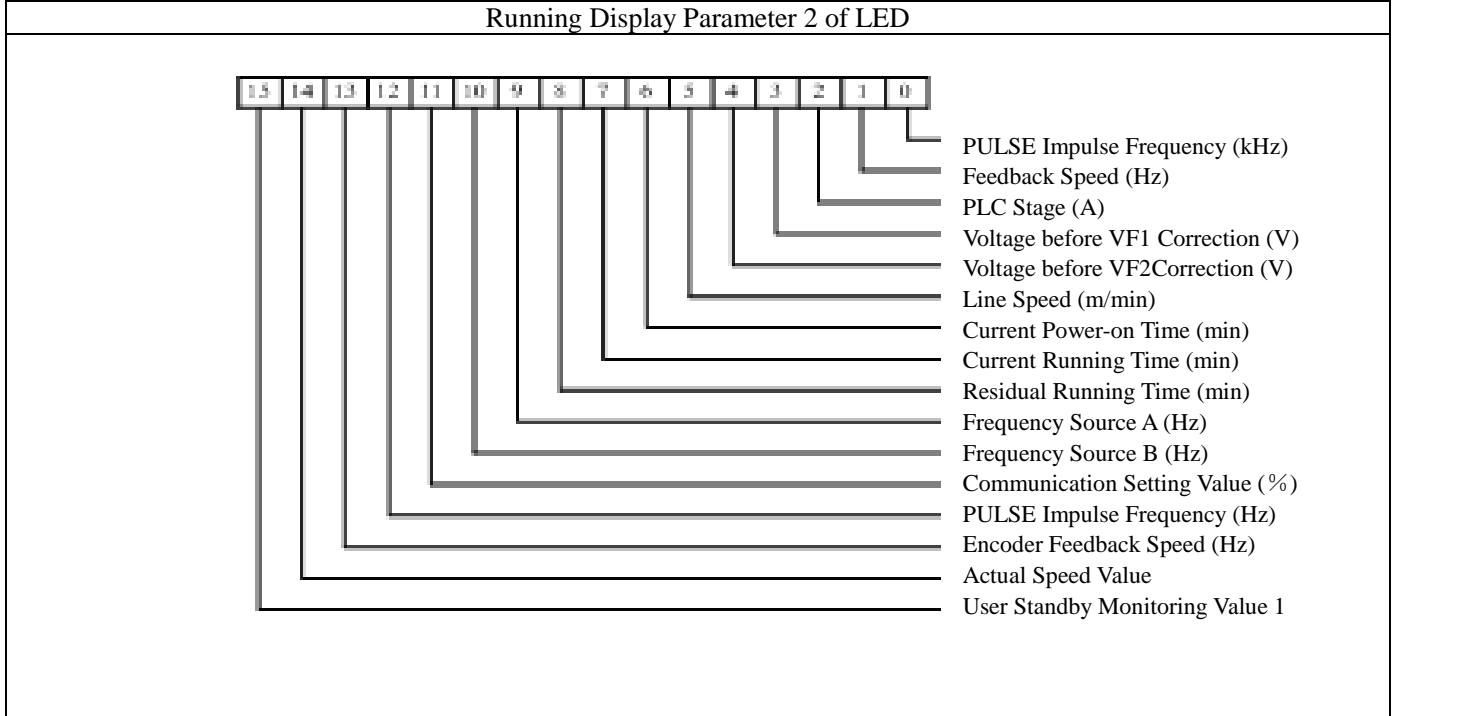 Running Display Parameter 2 of LED
15 14 13 12 11 10 9 8 7 6 5 4 3 2 1 0
PULSE Impulse Frequency (kHz)
Feedback Speed (Hz)
PLC Stage (A)
Voltage before VF1 Correction (V)
Voltage before VF2Correction (V)
Line Speed (m/min)
Current Power-on Time (min)
Current Running Time (min)
Residual Running Time (min)
Frequency Source A (Hz)
Frequency Source B (Hz)
Communication Setting Value (％)
PULSE Impulse Frequency (Hz)
Encoder Feedback Speed (Hz)
Actual Speed Value
User Standby Monitoring Value 1